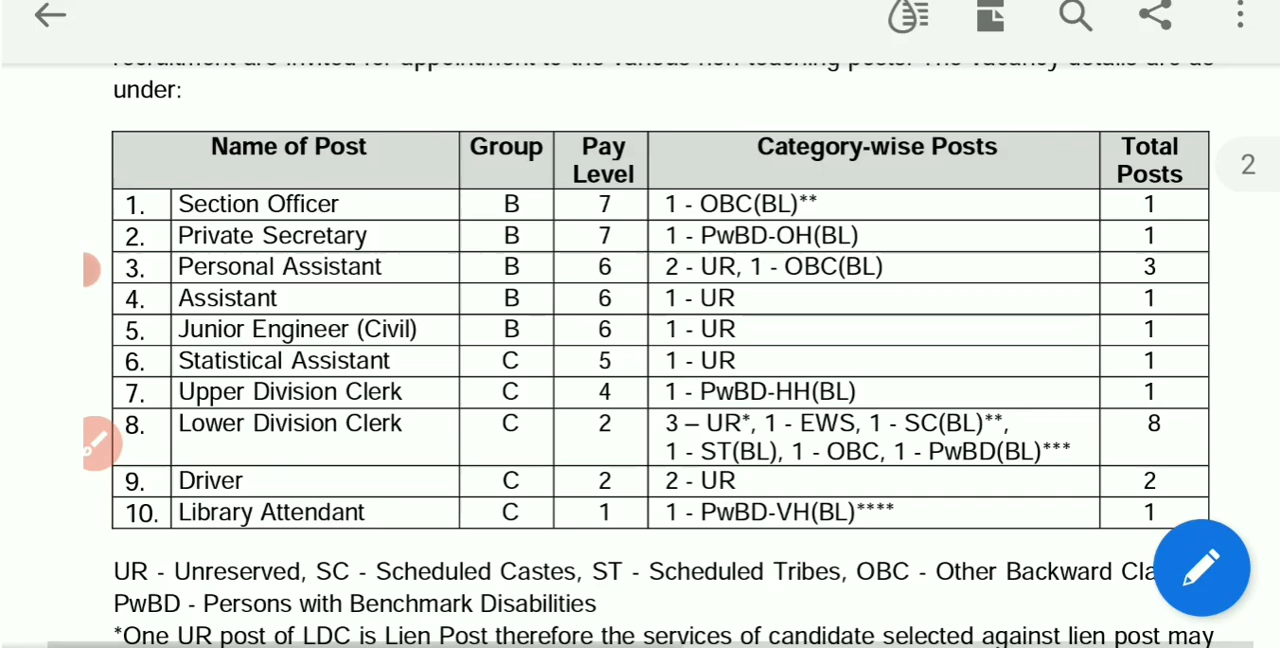 under:
Name of Post Group Pay Level Category-wise Posts Total Posts
2
1. Section Officer B 7 1 - OBC(BL)** 1
2. Private Secretary B 7 1 - PwBD-OH(BL) 1
3. Personal Assistant B 6 2 - UR, 1 - OBC(BL) 3
4. Assistant B 6 1 - UR 1
5. Junior Engineer (Civil) B 6 1 - UR 1
6. Statistical Assistant C 5 1 - UR 1
7. Upper Division Clerk C 4 1 - PwBD-HH(BL) 1
8. Lower Division Clerk C 2 3 – UR*, 1 - EWS, 1 - SC(BL)**, 8
1 - ST(BL), 1 - OBC, 1 - PwBD(BL)***
9. Driver C 2 2 - UR 2
10. Library Attendant C 1 1 - PwBD-VH(BL)**** 1
UR - Unreserved, SC - Scheduled Castes, ST - Scheduled Tribes, OBC - Other Backward
PwBD - Persons with Benchmark Disabilities
*One UR post of LDC is Lien Post therefore the services of candidate selected against lien post may